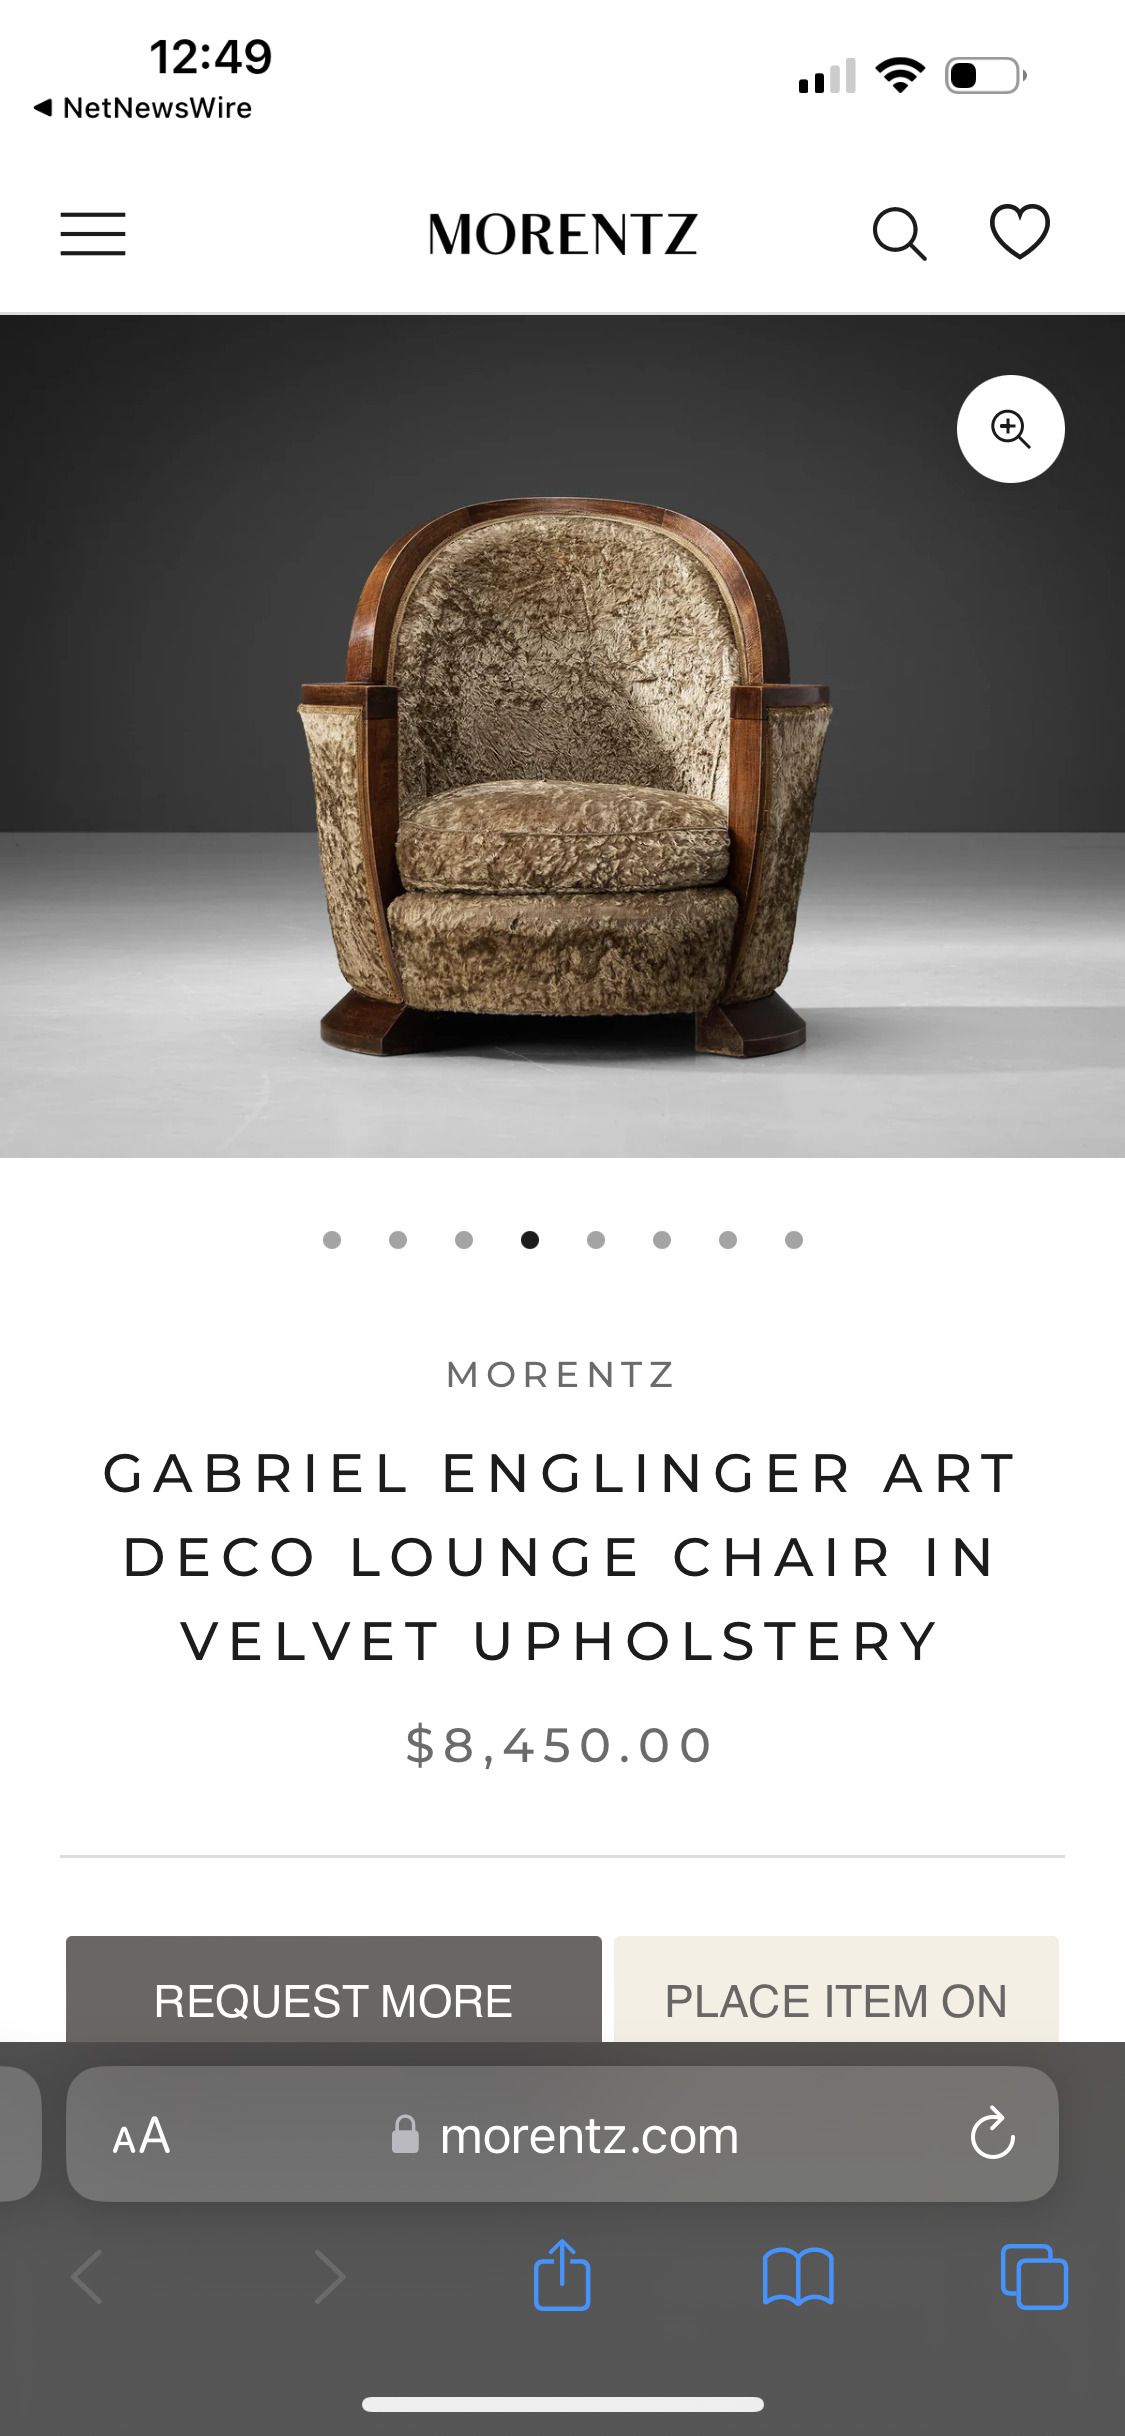 12:49
◀ NetNewsWire
MORENTZ
MORENTZ
GABRIEL ENGLINGER ART
DECO LOUNGE CHAIR IN
VELVET UPHOLSTERY
$8,450.00
REQUEST MORE
PLACE ITEM ON
AA
morentz.com